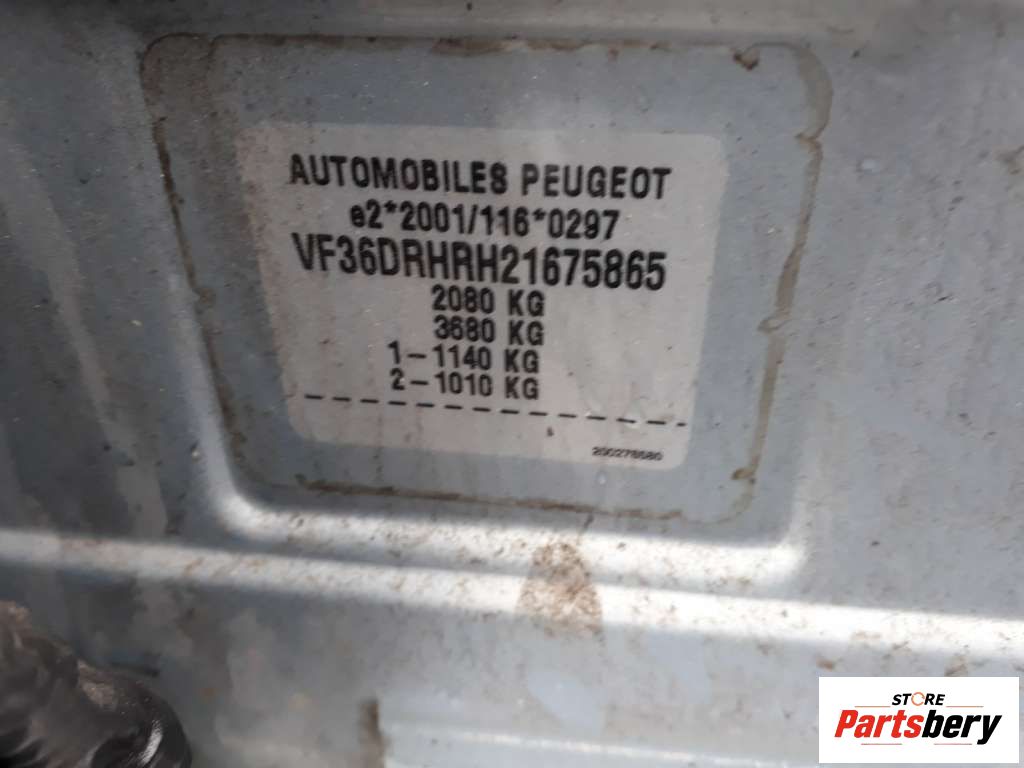 AUTOMOBILES PEUGEOT
e2*2001/116*0297
VF36DRHRH21675865
2080 KG
3680 KG
1-1140 KG
2-1010 KG
STORE
Partsbery